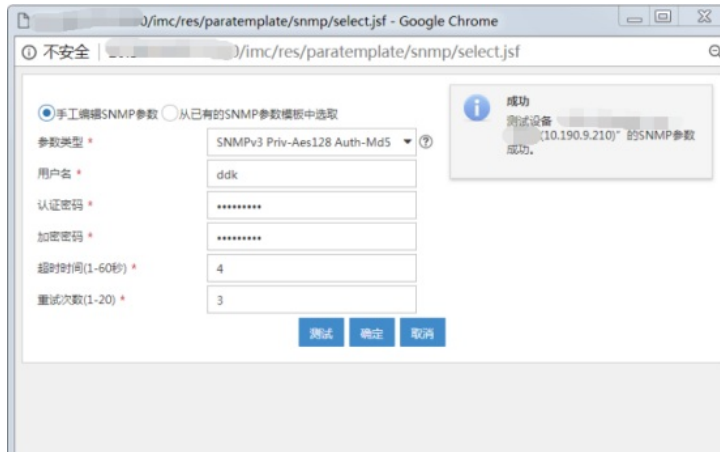 0/imc/res/paratemplate/snmp/select.jsf - Google Chrome
不安全 | 0/imc/res/paratemplate/snmp/select.jsf
手工编辑SNMP参数 从已有的SNMP参数模板中选取
参数类型 * SNMPv3 Priv-Aes128 Auth-Md5
用户名 * ddk
认证密码 * •••••••••
加密密码 * •••••••••
超时时间(1-60秒) * 4
重试次数(1-20) * 3
测试 确定 取消
成功
测试设备
(10.190.9.210)" 的SNMP参数
成功。